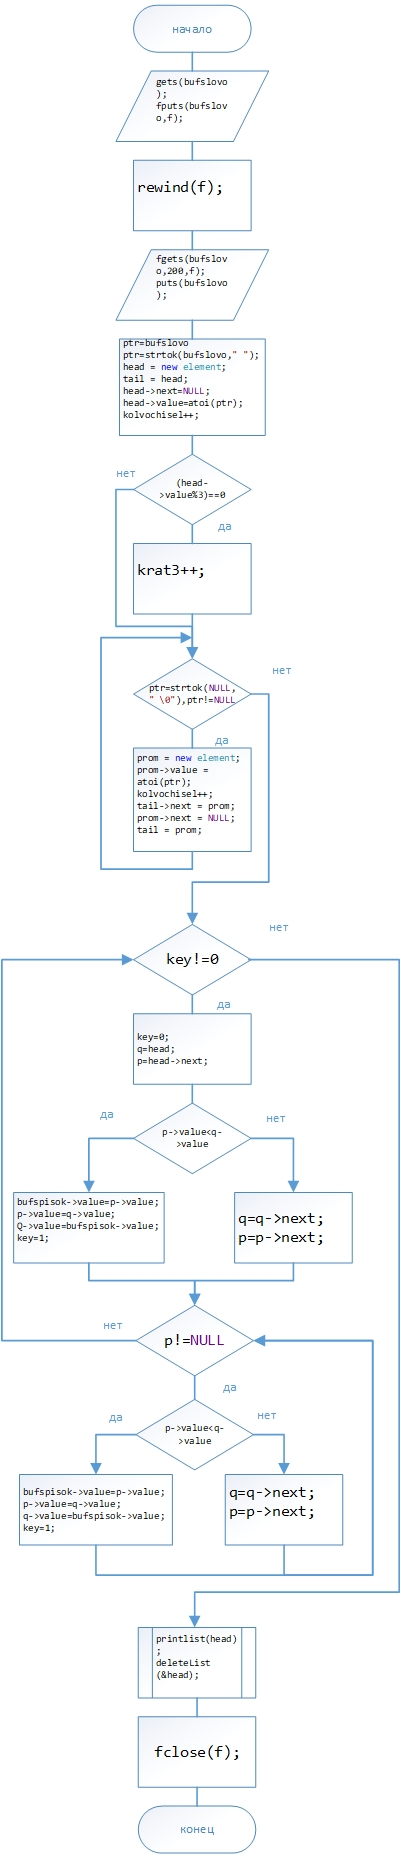 начало
gets(bufslovo
);
fputs(bufslov
o,f);
rewind(f);
fgets(bufslov
o,200,f);
puts(bufslovo
);
ptr=bufslovo
ptr=strtok(bufslovo," ");
head = new element;
tail = head;
head->next=NULL;
head->value=atoi(ptr);
kolvochisel++;
нет
(head-
>value%3)==0
да
krat3++;
нет
ptr=strtok(NULL,
" \0"),ptr!=NULL
да
prom = new element;
prom->value =
atoi(ptr);
kolvochisel++;
tail->next = prom;
prom->next = NULL;
tail = prom;
нет
key!=0
да
key=0;
q=head;
p=head->next;
да
нет
p->value<q-
>value
bufspisok->value=p->value;
p->value=q->value;
Q->value=bufspisok->value;
key=1;
q=q->next;
p=p->next;
нет
p!=NULL
да
да
нет
p->value<q-
>value
bufspisok->value=p->value;
p->value=q->value;
q->value=bufspisok->value;
key=1;
q=q->next;
p=p->next;
printlist(head)
;
deleteList
(&head);
fclose(f);
конец